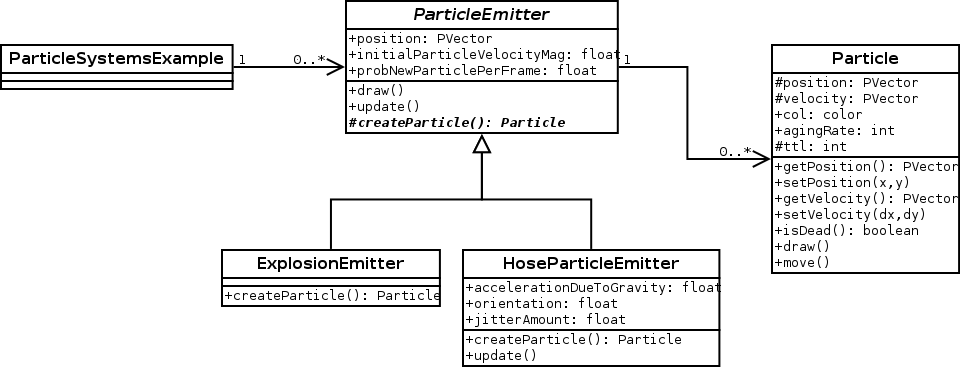 ParticleEmitter
+position: PVector
+initialParticleVelocityMag: float
+probNewParticlePerFrame: float
+draw()
+update()
#createParticle(): Particle
ParticleSystemsExample
1
0..*
1
0..*
Particle
#position: PVector
#velocity: PVector
+col: color
+agingRate: int
#ttl: int
+getPosition(): PVector
+setPosition(x,y)
+getVelocity(): PVector
+setVelocity(dx,dy)
+isDead(): boolean
+draw()
+move()
ExplosionEmitter
+createParticle(): Particle
HoseParticleEmitter
+accelerationDueToGravity: float
+orientation: float
+jitterAmount: float
+createParticle(): Particle
+update()